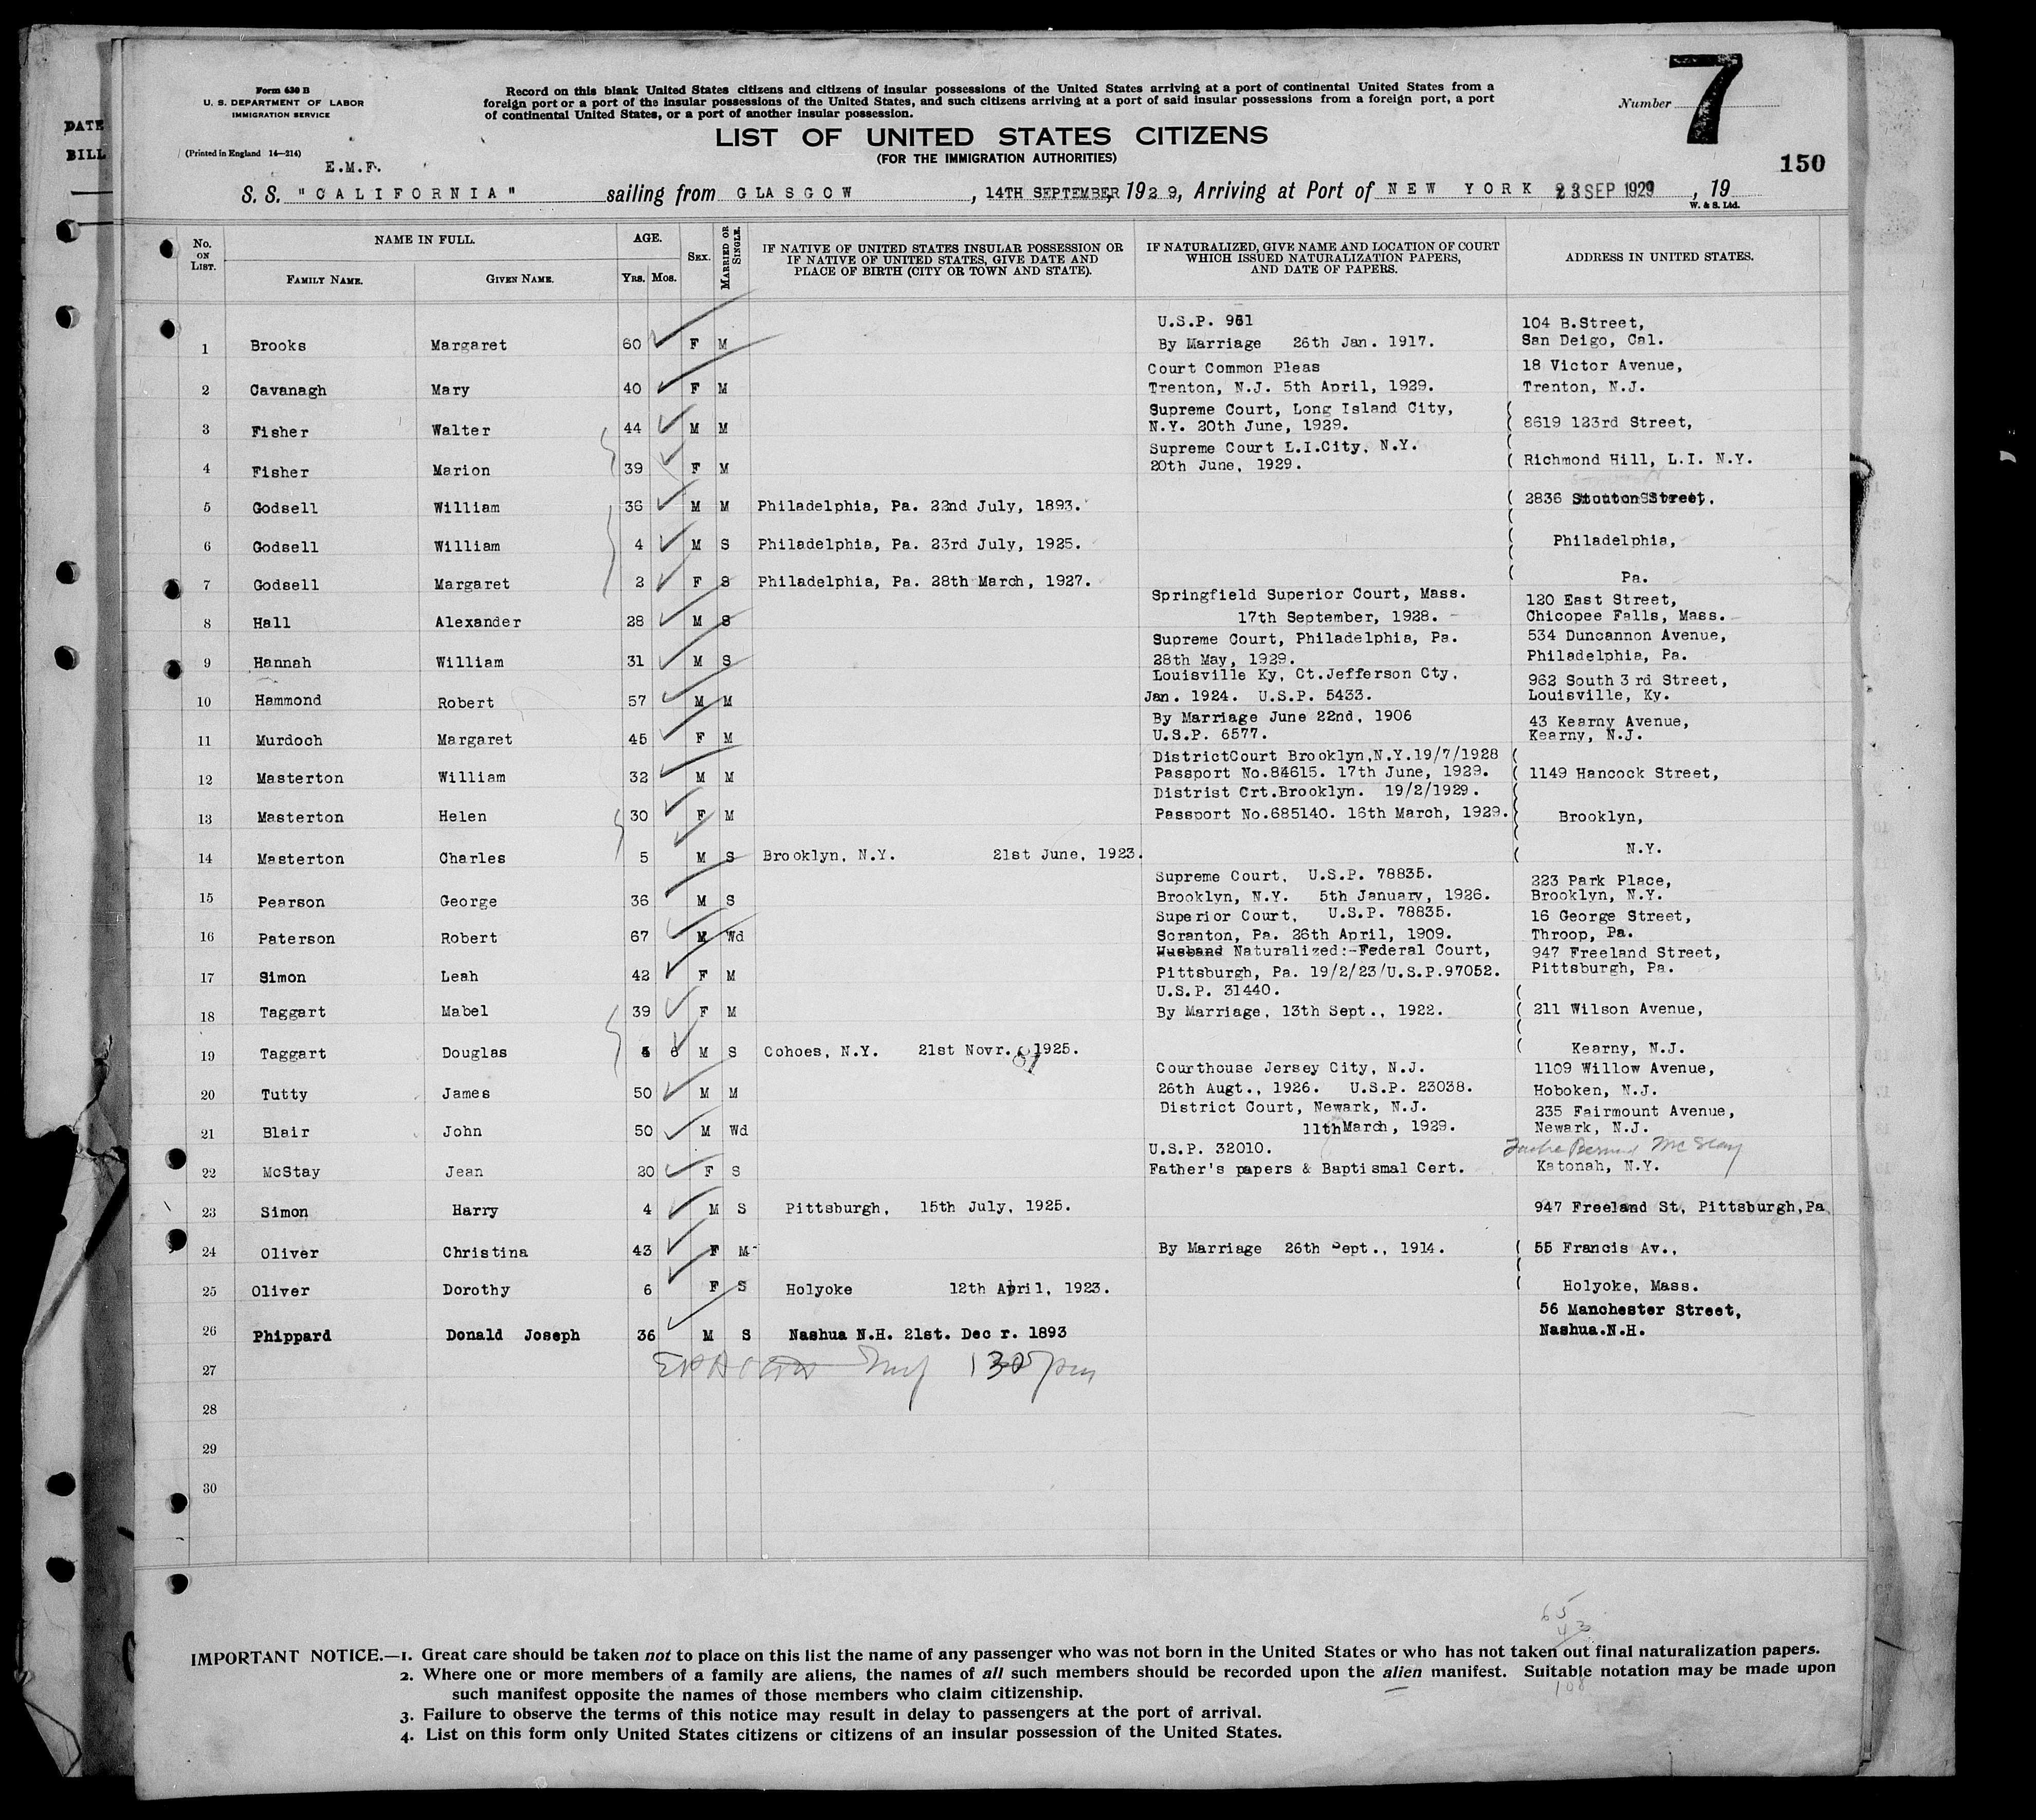 DATE
BILL
Form 630 B
U. S. DEPARTMENT OF LABOR
IMMIGRATION SERVICE
(Printed in England 14—214)
Record on this blank United States citizens and citizens of insular possessions of the United States arriving at a port of continental United States from a
foreign port or a port of the insular possessions of the United States, and such citizens arriving at a port of said insular possessions from a foreign port, a port
of continental United States, or a port of another insular possession.
Number 7
LIST OF UNITED STATES CITIZENS
(FOR THE IMMIGRATION AUTHORITIES)
150
E.M.F.
S. S. "CALIFORNIA" sailing from GLASGOW, 14TH SEPTEMBER, 1929, Arriving at Port of NEW YORK 23 SEP 1929, 19
W. & S. Ltd.
No. ON LIST. NAME IN FULL. AGE. SEX. MARRIED OR SINGLE. IF NATIVE OF UNITED STATES INSULAR POSSESSION OR IF NATIVE OF UNITED STATES, GIVE DATE AND PLACE OF BIRTH (CITY OR TOWN AND STATE). IF NATURALIZED, GIVE NAME AND LOCATION OF COURT WHICH ISSUED NATURALIZATION PAPERS, AND DATE OF PAPERS. ADDRESS IN UNITED STATES.
FAMILY NAME. GIVEN NAME. YRS. MOS.
U.S.P. 951 104 B.Street,
1 Brooks Margaret 60 F M By Marriage 26th Jan. 1917. San Deigo, Cal.
Court Common Pleas 18 Victor Avenue,
2 Cavanagh Mary 40 F M Trenton, N.J. 5th April, 1929. Trenton, N.J.
Supreme Court, Long Island City,
3 Fisher Walter 44 M M N.Y. 20th June, 1929. 8619 123rd Street,
Supreme Court L.I.City, N.Y.
4 Fisher Marion 39 F M 20th June, 1929. Richmond Hill, L.I. N.Y.
5 Godsell William 36 M M Philadelphia, Pa. 22nd July, 1893. 2836 Stouton Street,
6 Godsell William 4 M S Philadelphia, Pa. 23rd July, 1925. Philadelphia,
7 Godsell Margaret 2 F S Philadelphia, Pa. 28th March, 1927. Pa.
Springfield Superior Court, Mass. 120 East Street,
8 Hall Alexander 28 M S 17th September, 1928. Chicopee Falls, Mass.
Supreme Court, Philadelphia, Pa. 534 Duncannon Avenue,
9 Hannah William 31 M S 28th May, 1929. Philadelphia, Pa.
Louisville Ky, Ct.Jefferson Cty, 962 South 3 rd Street,
10 Hammond Robert 57 M M Jan. 1924. U.S.P. 5433. Louisville, Ky.
By Marriage June 22nd, 1906 43 Kearny Avenue,
11 Murdoch Margaret 45 F M U.S.P. 6577. Kearny, N.J.
DistrictCourt Brooklyn,N.Y.19/7/1928
12 Masterton William 32 M M Passport No.84615. 17th June, 1929. 1149 Hancock Street,
Distrist Crt.Brooklyn. 19/2/1929.
13 Masterton Helen 30 F M Passport No.685140. 16th March, 1929. Brooklyn,
14 Masterton Charles 5 M S Brooklyn, N.Y. 21st June, 1923. N.Y.
Supreme Court, U.S.P. 78835. 223 Park Place,
15 Pearson George 36 M S Brooklyn, N.Y. 5th January, 1926. Brooklyn, N.Y.
Superior Court, U.S.P. 78835. 16 George Street,
16 Paterson Robert 67 M Wd Scranton, Pa. 26th April, 1909. Throop, Pa.
Husband Naturalized:-Federal Court, 947 Freeland Street,
17 Simon Leah 42 F M Pittsburgh, Pa. 19/2/23/U.S.P.97052. Pittsburgh, Pa.
U.S.P. 31440.
18 Taggart Mabel 39 F M By Marriage, 13th Sept., 1922. 211 Wilson Avenue,
19 Taggart Douglas 6 M S Cohoes, N.Y. 21st Novr. 1925. Kearny, N.J.
Courthouse Jersey City, N.J. 1109 Willow Avenue,
20 Tutty James 50 M M 26th Augt., 1926. U.S.P. 23038. Hoboken, N.J.
District Court, Newark, N.J. 235 Fairmount Avenue,
21 Blair John 50 M Wd 11th March, 1929. Newark, N.J.
U.S.P. 32010. McStay
22 McStay Jean 20 F S Father's papers & Baptismal Cert. Katonah, N.Y.
23 Simon Harry 4 M S Pittsburgh, 15th July, 1925. 947 Freeland St, Pittsburgh,Pa
24 Oliver Christina 43 F M By Marriage 26th Sept., 1914. 55 Francis Av.,
25 Oliver Dorothy 6 F S Holyoke 12th April, 1923. Holyoke, Mass.
56 Manchester Street,
26 Phippard Donald Joseph 36 M S Nashua N.H. 21st. Dec r. 1893 Nashua.N.H.
27 130 pm
28
29
30
65
43
108
IMPORTANT NOTICE.—1. Great care should be taken not to place on this list the name of any passenger who was not born in the United States or who has not taken out final naturalization papers.
2. Where one or more members of a family are aliens, the names of all such members should be recorded upon the alien manifest. Suitable notation may be made upon
such manifest opposite the names of those members who claim citizenship.
3. Failure to observe the terms of this notice may result in delay to passengers at the port of arrival.
4. List on this form only United States citizens or citizens of an insular possession of the United States.